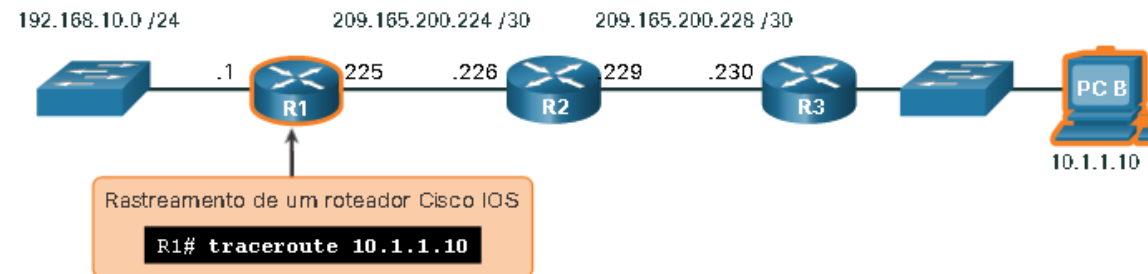 192.168.10.0 /24 209.165.200.224 /30 209.165.200.228 /30
.1 .225 .226 .229 .230
R1 R2 R3 PC B
10.1.1.10
Rastreamento de um roteador Cisco IOS
R1# traceroute 10.1.1.10